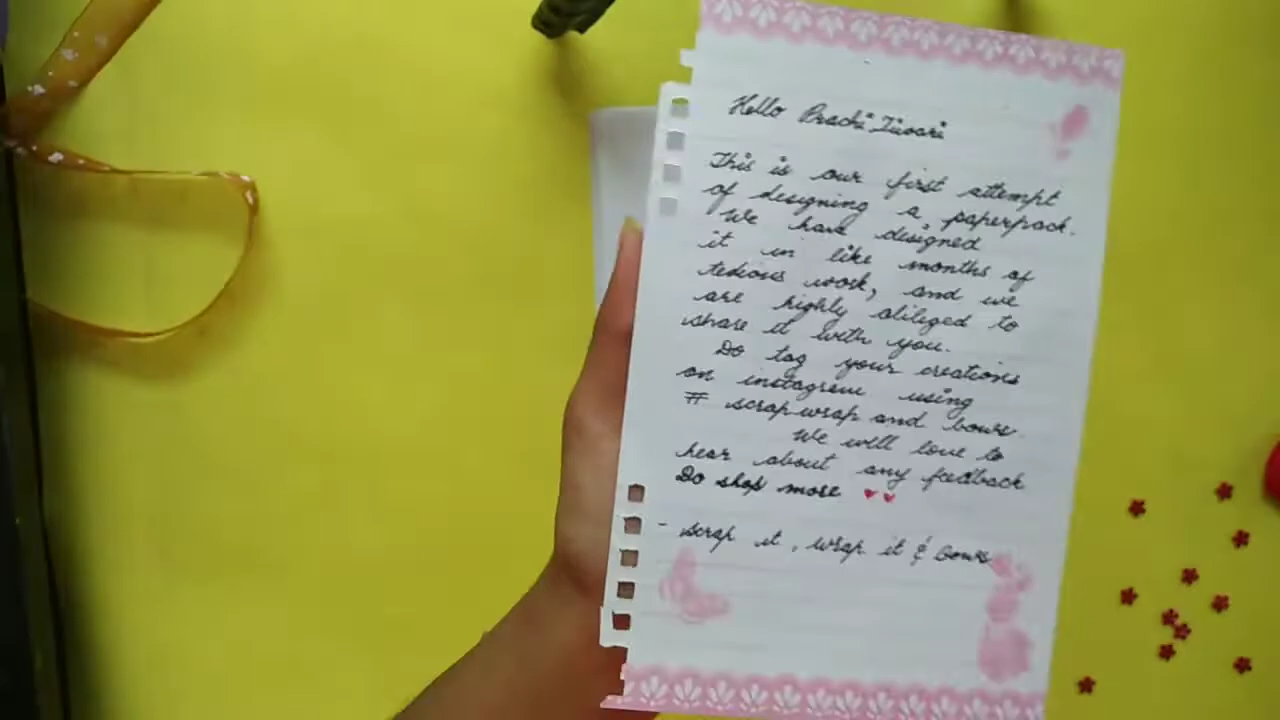 Hello Prachi Tiwari
This is our first attempt
of designing a paperpack.
We have designed
it in like months of
tedious work, and we
are highly obliged to
share it with you.
Do tag your creations
on instagram using
# scrap wrap and bows.
We will love to
hear about any feedback
Do shop more
- scrap it, wrap it & bows